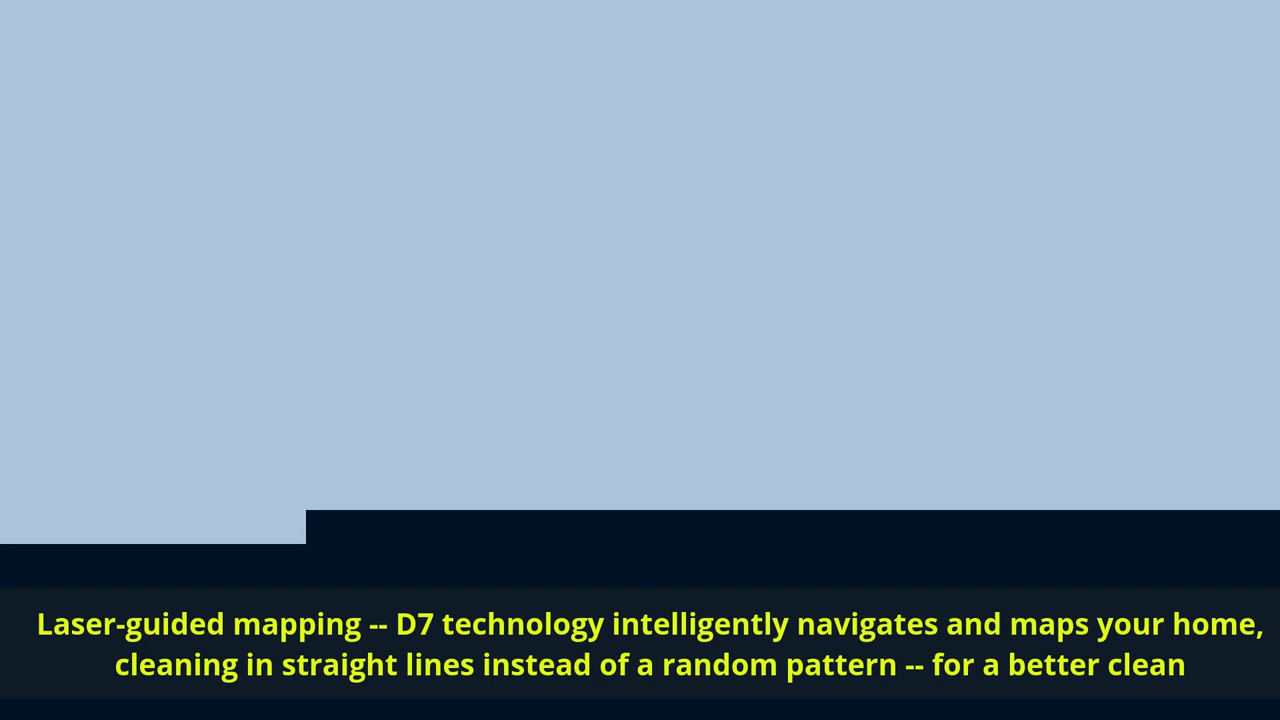 Laser-guided mapping -- D7 technology intelligently navigates and maps your home,
cleaning in straight lines instead of a random pattern -- for a better clean